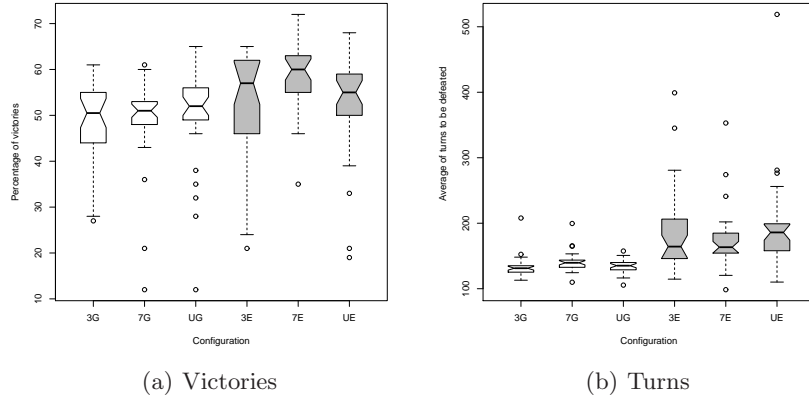 Percentage of victories
70
60
50
40
30
20
10
3G 7G UG 3E 7E UE
Configuration
(a) Victories
Average of turns to be defeated
500
400
300
200
100
3G 7G UG 3E 7E UE
Configuration
(b) Turns